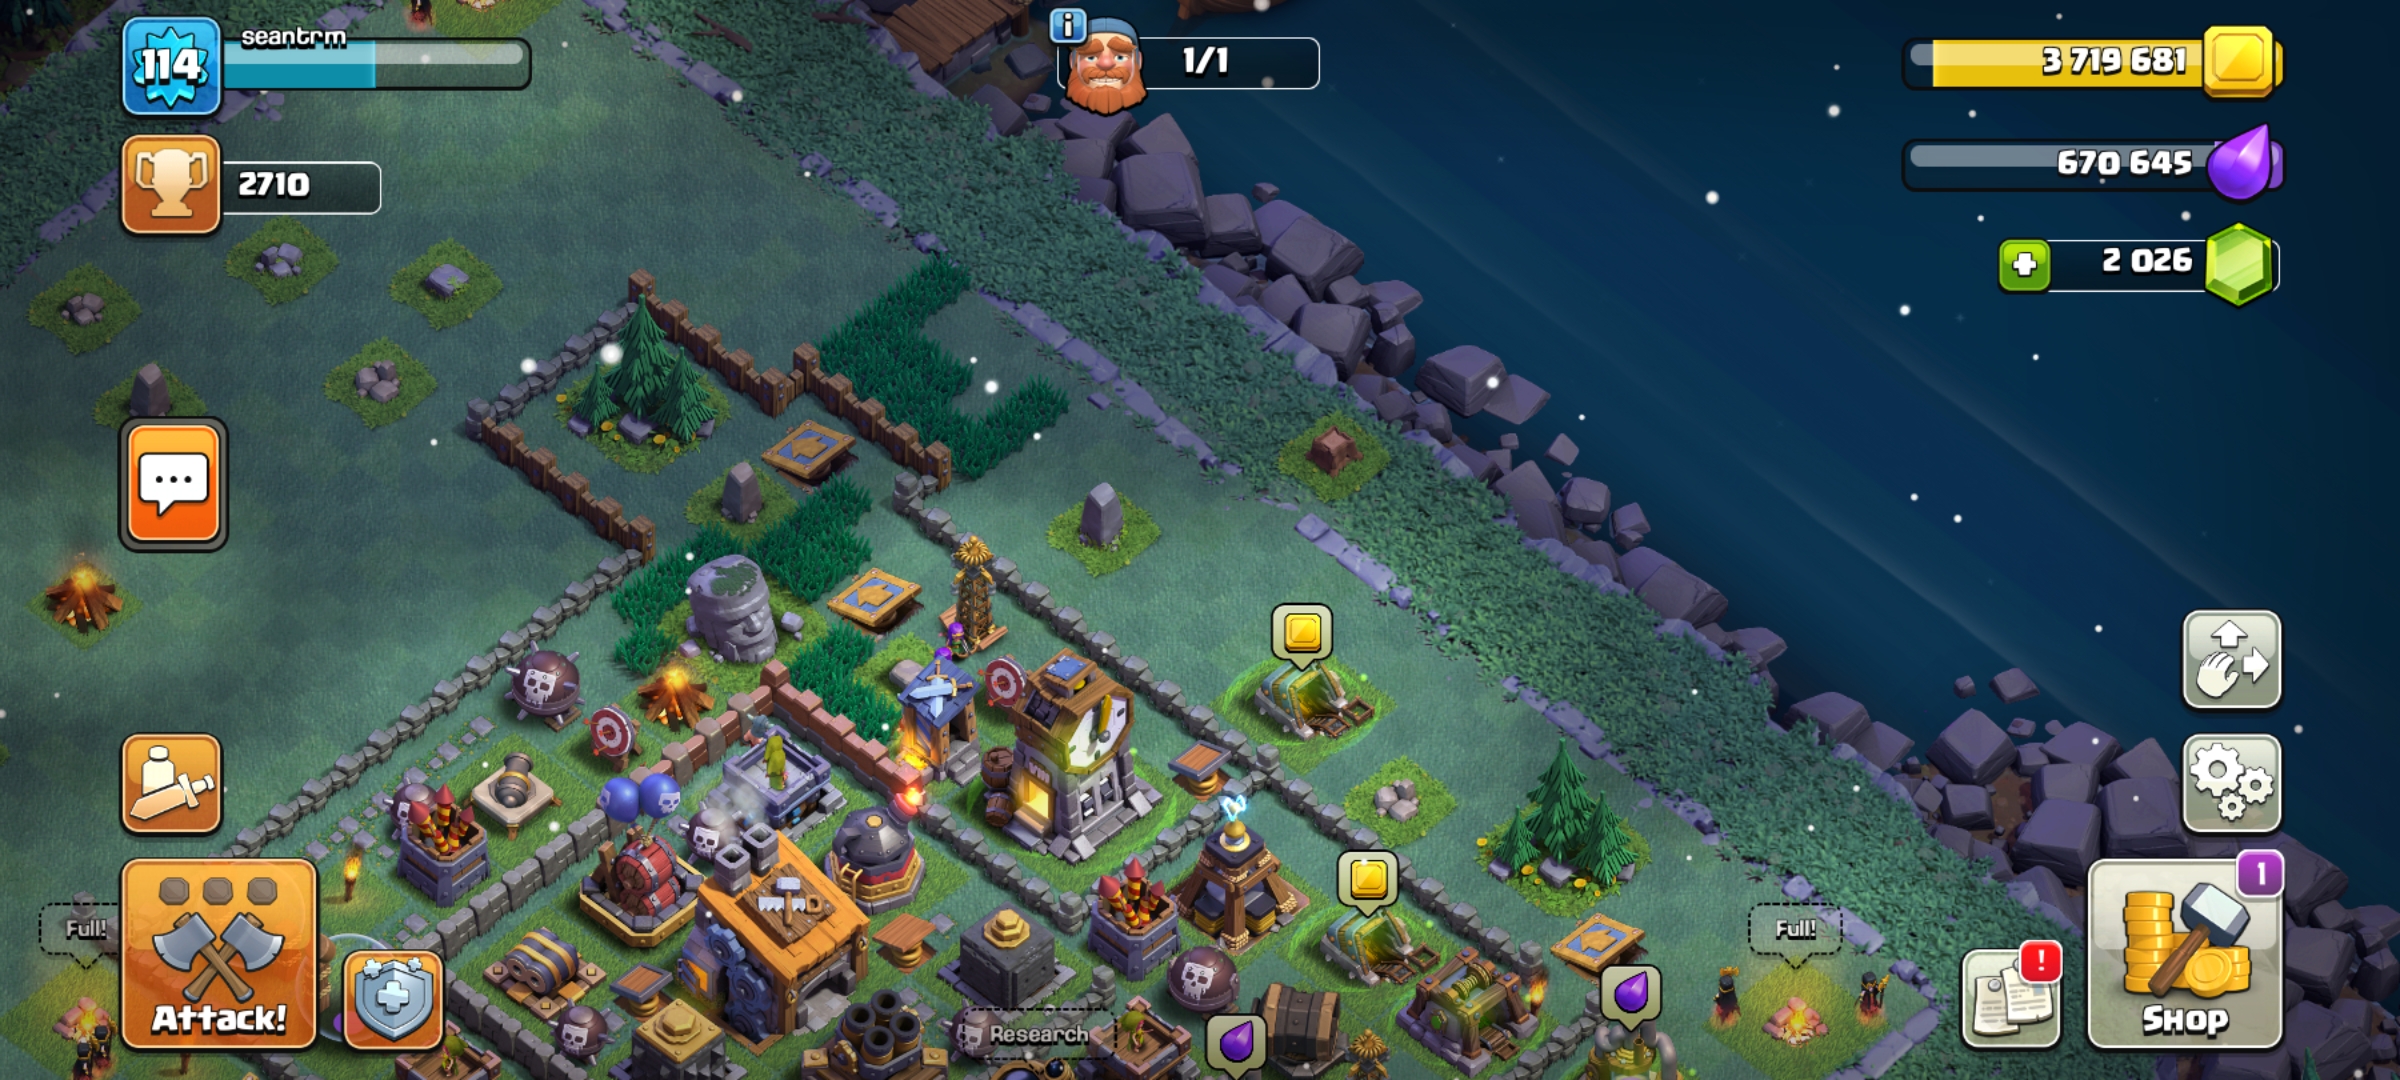 114
seantrm
i
1/1
3 719 681
2710
670 645
2 026
Full!
Full!
Attack!
Research
!
1
Shop